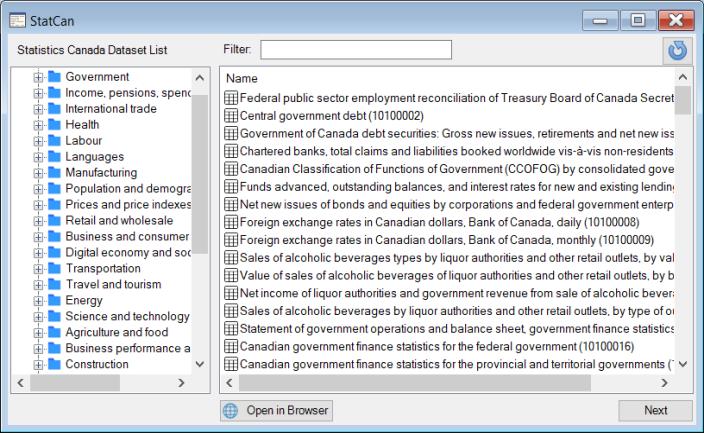 StatCan
Statistics Canada Dataset List
Filter:
Government
Income, pensions, spenc
International trade
Health
Labour
Languages
Manufacturing
Population and demogra
Prices and price indexes
Retail and wholesale
Business and consumer
Digital economy and soc
Transportation
Travel and tourism
Energy
Science and technology
Agriculture and food
Business performance a
Construction
Name
Federal public sector employment reconciliation of Treasury Board of Canada Secret
Central government debt (10100002)
Government of Canada debt securities: Gross new issues, retirements and net new iss
Chartered banks, total claims and liabilities booked worldwide vis-à-vis non-residents
Canadian Classification of Functions of Government (CCOFOG) by consolidated gove
Funds advanced, outstanding balances, and interest rates for new and existing lending
Net new issues of bonds and equities by corporations and federal government enterp
Foreign exchange rates in Canadian dollars, Bank of Canada, daily (10100008)
Foreign exchange rates in Canadian dollars, Bank of Canada, monthly (10100009)
Sales of alcoholic beverages types by liquor authorities and other retail outlets, by val
Value of sales of alcoholic beverages of liquor authorities and other retail outlets, by b
Net income of liquor authorities and government revenue from sale of alcoholic bevera
Sales of alcoholic beverages by liquor authorities and other retail outlets, by type of ou
Statement of government operations and balance sheet, government finance statistics
Canadian government finance statistics for the federal government (10100016)
Canadian government finance statistics for the provincial and territorial governments (1
Open in Browser
Next